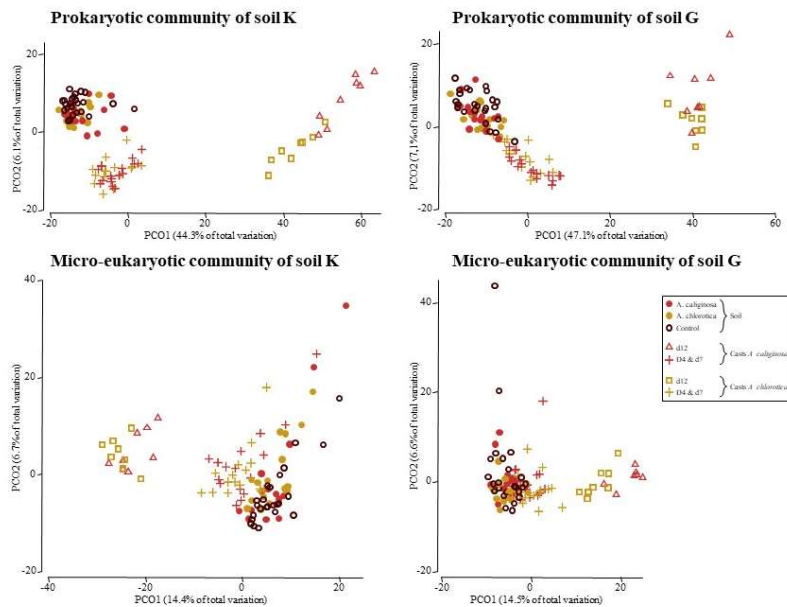 Prokaryotic community of soil K
20
0
-20
PCO2 (6.1% of total variation)
-20
0
20
40
60
PCO1 (44.3% of total variation)
Prokaryotic community of soil G
20
0
-20
PCO2 (7,1% of total variation)
-20
0
20
40
60
PCO1 (47.1% of total variation)
Micro-eukaryotic community of soil K
40
20
0
-20
PCO2 (6.7% of total variation)
-40
-20
0
20
PCO1 (14.4% of total variation)
Micro-eukaryotic community of soil G
40
20
0
-20
PCO2 (6.6% of total variation)
-40
-20
0
20
PCO1 (14.5% of total variation)
A. caliginosa
A. chlorotica
Control
Soil
d12
D4 & d7
Casts A caliginosa
d12
D4 & d7
Casts A chlorotica